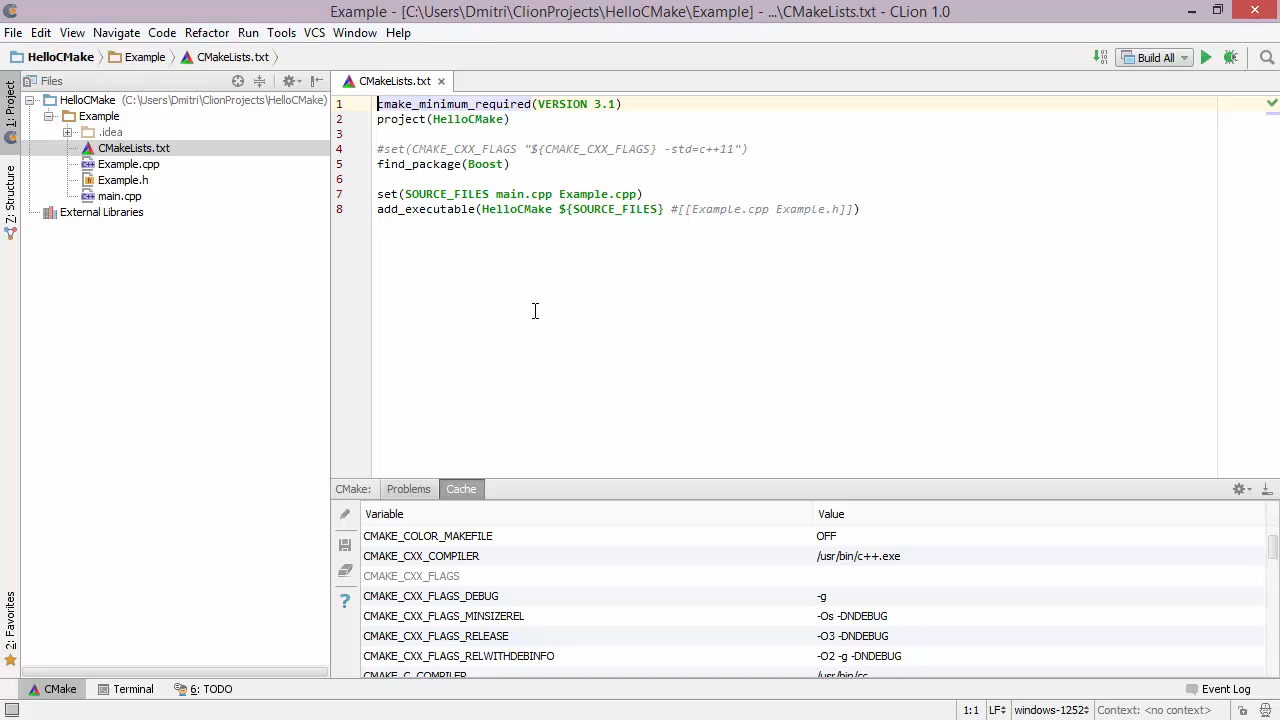 Example - [C:\Users\Dmitri\ClionProjects\HelloCMake\Example] - ...\CMakeLists.txt - CLion 1.0
File Edit View Navigate Code Refactor Run Tools VCS Window Help
HelloCMake Example CMakeLists.txt Build All
1: Project
Z: Structure
2: Favorites
Files
HelloCMake (C:\Users\Dmitri\ClionProjects\HelloCMake)
Example
.idea
CMakeLists.txt
Example.cpp
Example.h
main.cpp
External Libraries
CMakeLists.txt
1 cmake_minimum_required(VERSION 3.1)
2 project(HelloCMake)
3
4 #set(CMAKE_CXX_FLAGS "${CMAKE_CXX_FLAGS} -std=c++11")
5 find_package(Boost)
6
7 set(SOURCE_FILES main.cpp Example.cpp)
8 add_executable(HelloCMake ${SOURCE_FILES} #[[Example.cpp Example.h]])
CMake: Problems Cache
Variable Value
CMAKE_COLOR_MAKEFILE OFF
CMAKE_CXX_COMPILER /usr/bin/c++.exe
CMAKE_CXX_FLAGS
CMAKE_CXX_FLAGS_DEBUG -g
CMAKE_CXX_FLAGS_MINSIZEREL -Os -DNDEBUG
CMAKE_CXX_FLAGS_RELEASE -O3 -DNDEBUG
CMAKE_CXX_FLAGS_RELWITHDEBINFO -O2 -g -DNDEBUG
CMAKE_C_COMPILER /usr/bin/cc
CMake Terminal 6: TODO Event Log
1:1 LF windows-1252 Context: <no context>